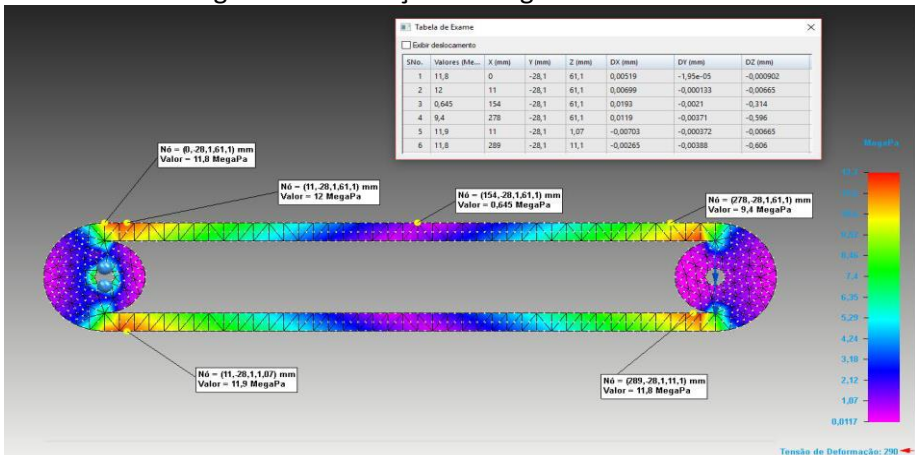 Tabela de Exame
Exibir deslocamento
SNo. Valores (Me... X (mm) Y (mm) Z (mm) DX (mm) DY (mm) DZ (mm)
1 11,8 0 -28,1 61,1 0,00519 -1,95e-05 -0,000902
2 12 11 -28,1 61,1 0,00699 -0,000133 -0,00665
3 0,645 154 -28,1 61,1 0,0193 -0,0021 -0,314
4 9,4 278 -28,1 61,1 0,0119 -0,00371 -0,596
5 11,9 11 -28,1 1,07 -0,00703 -0,000372 -0,00665
6 11,8 289 -28,1 11,1 -0,00265 -0,00388 -0,606
Nó = (0,-28,1,61,1) mm
Valor = 11,8 MegaPa
Nó = (11,-28,1,61,1) mm
Valor = 12 MegaPa
Nó = (154,-28,1,61,1) mm
Valor = 0,645 MegaPa
Nó = (278,-28,1,61,1) mm
Valor = 9,4 MegaPa
Nó = (11,-28,1,1,07) mm
Valor = 11,9 MegaPa
Nó = (289,-28,1,11,1) mm
Valor = 11,8 MegaPa
MegaPa
7,4
6,35
5,29
4,24
3,18
2,12
1,07
0,0117
Tensão de Deformação: 290